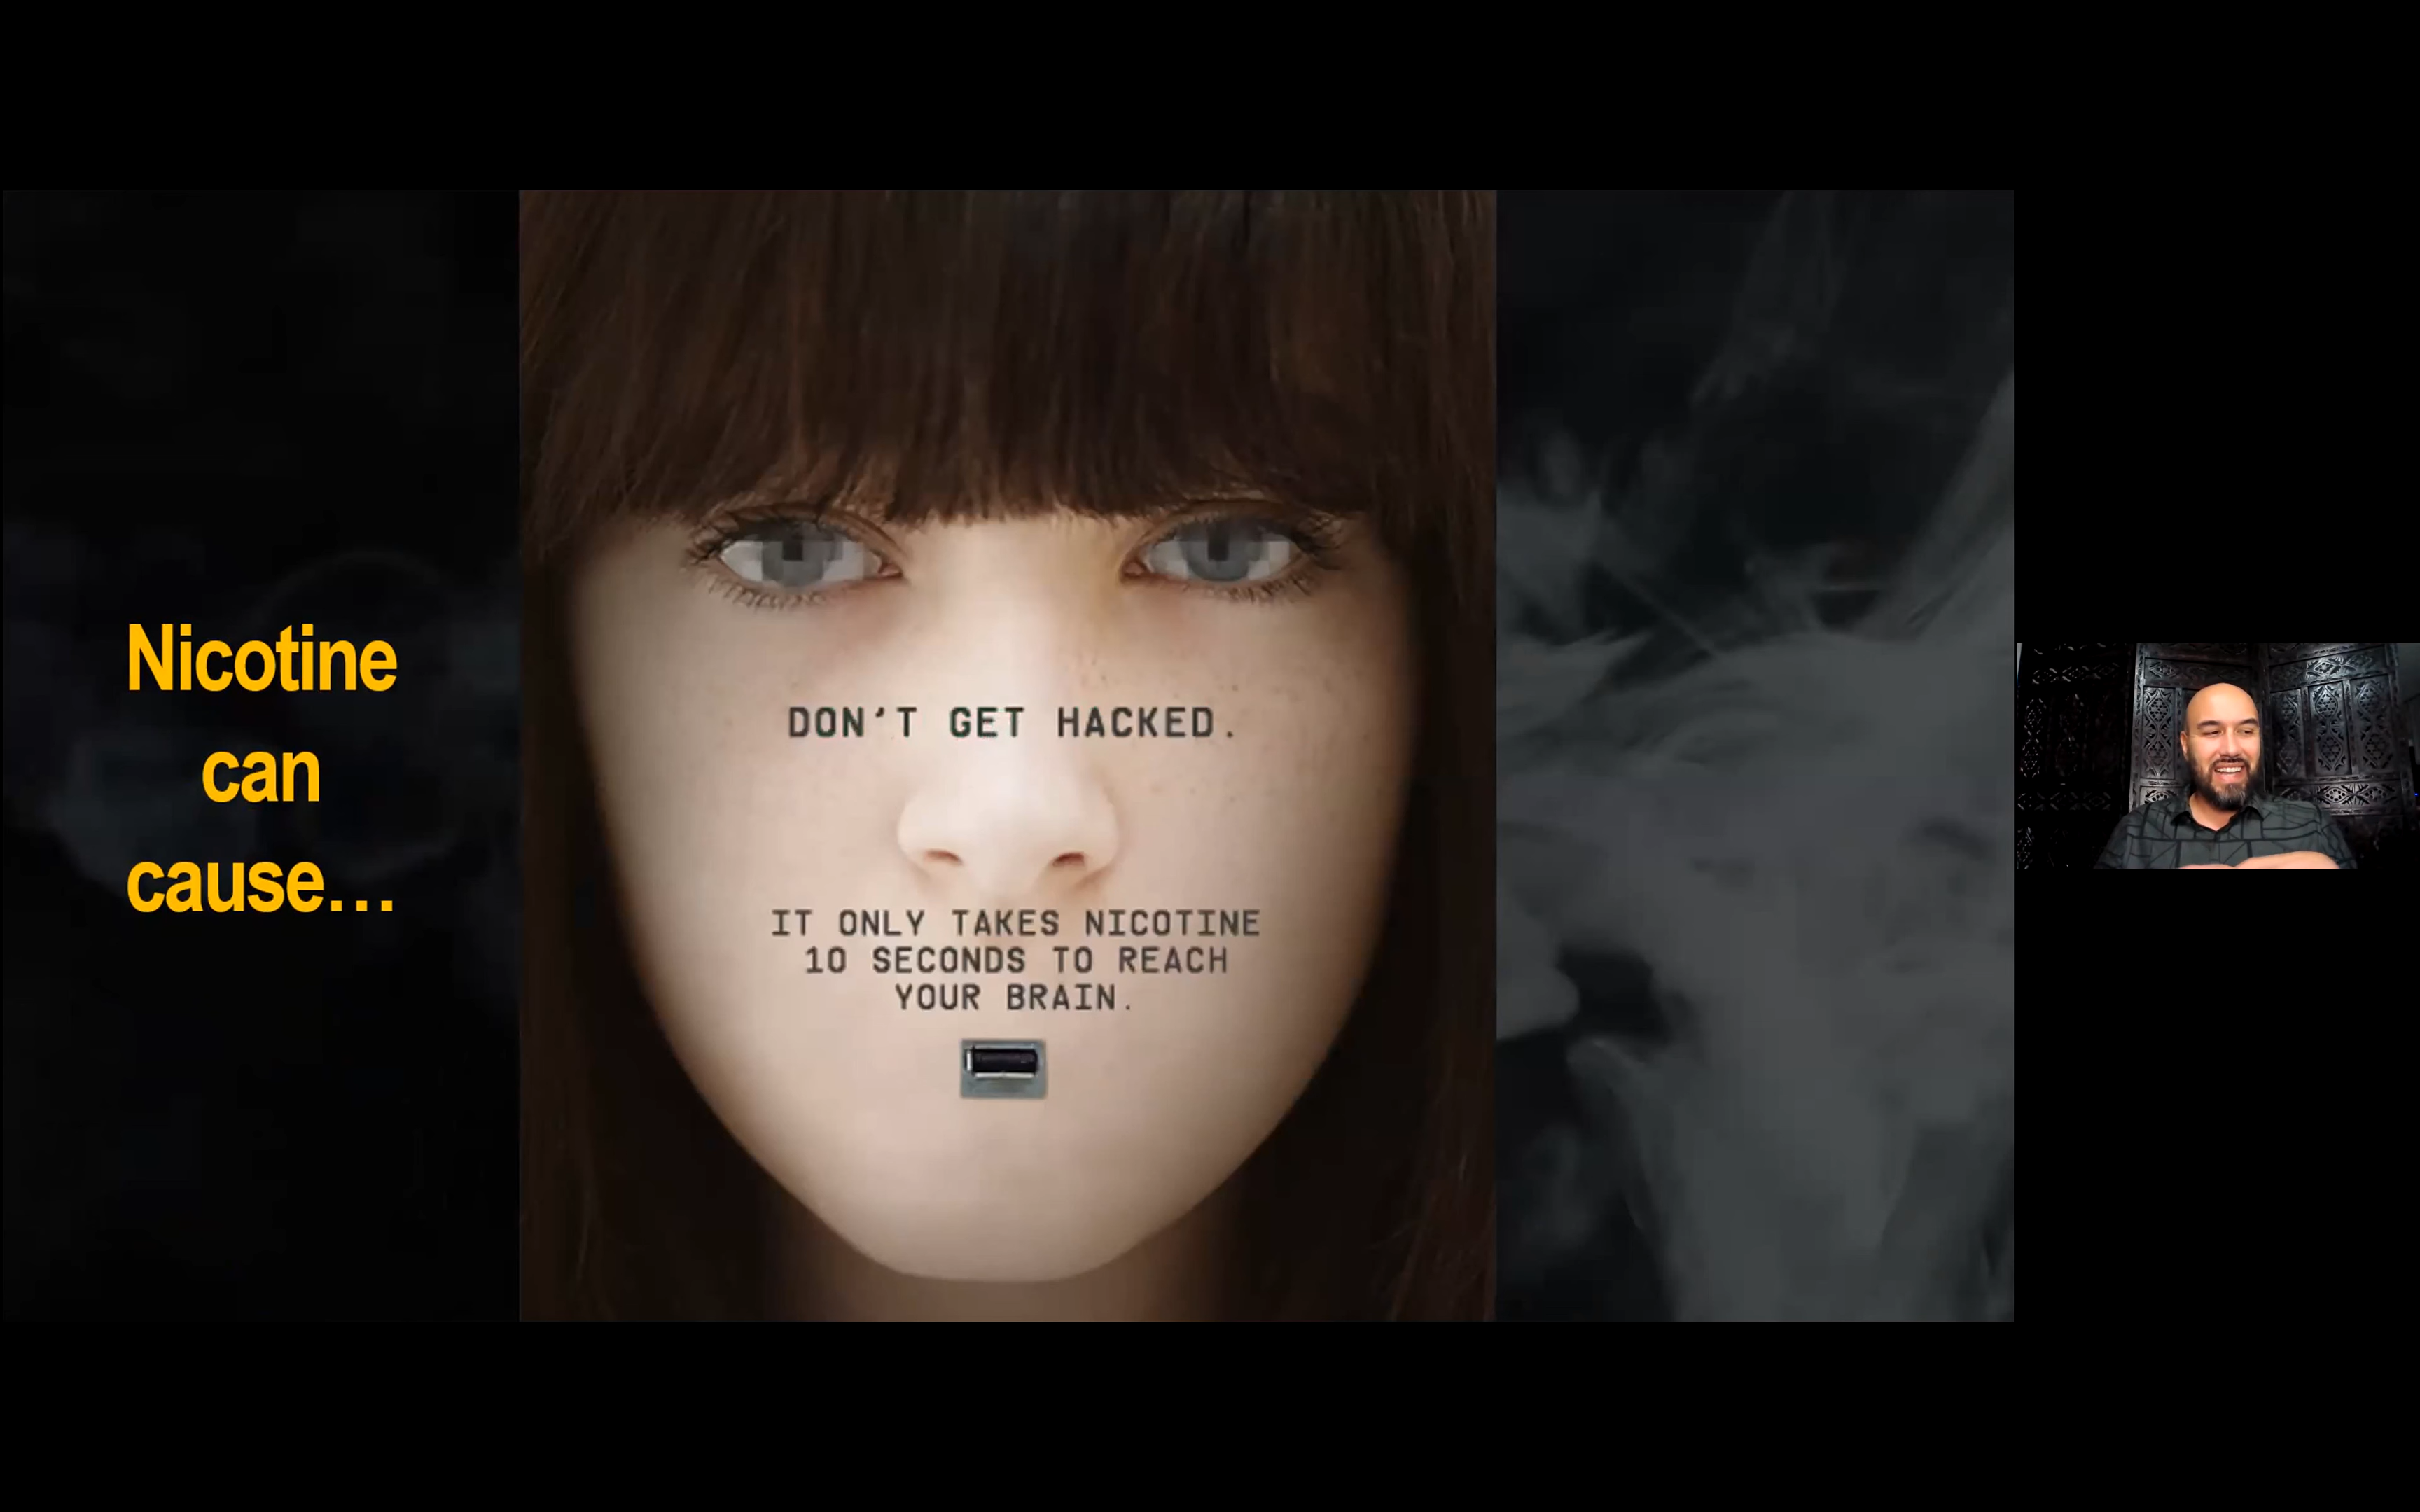 Nicotine
can
cause…
DON'T GET HACKED.
IT ONLY TAKES NICOTINE
10 SECONDS TO REACH
YOUR BRAIN.